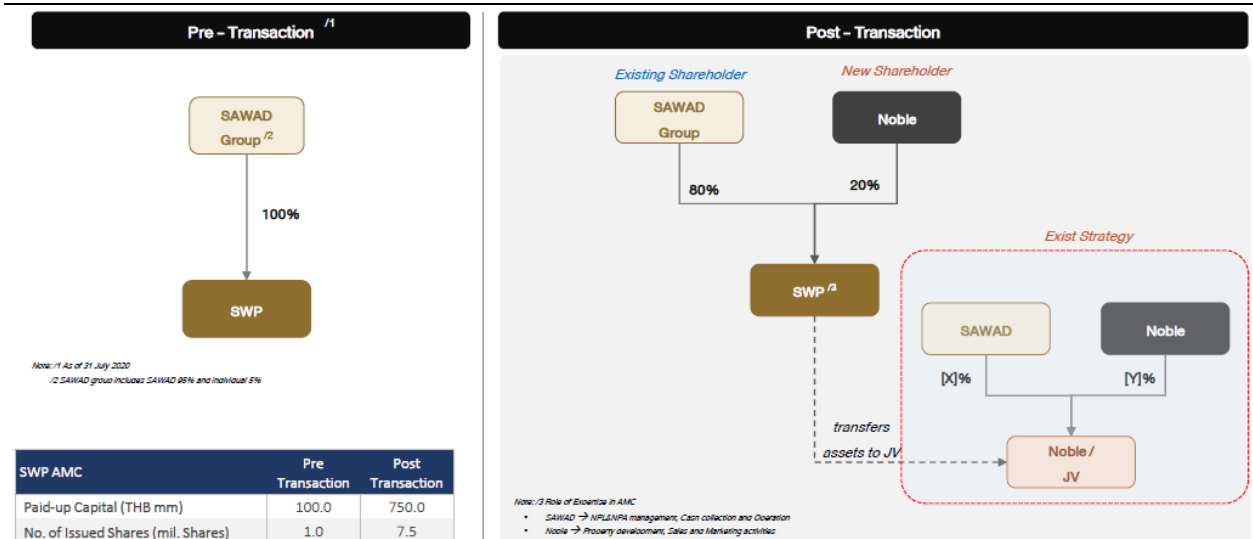 Pre – Transaction /1
SAWAD
Group /2
100%
SWP
Note: /1 As of 31 July 2020
/2 SAWAD group includes SAWAD 95% and individual 5%
SWP AMC
Pre Transaction
Post Transaction
Paid-up Capital (THB mm) 100.0 750.0
No. of Issued Shares (mil. Shares) 1.0 7.5
Post – Transaction
Existing Shareholder
New Shareholder
SAWAD
Group
Noble
80%
20%
SWP /3
Exist Strategy
SAWAD
Noble
[X]%
[Y]%
transfers
assets to JV
Noble /
JV
Note: /3 Role of Expertise in AMC
• SAWAD → NPL&NPA management, Cash collection and Operation
• Noble → Property development, Sales and Marketing activities